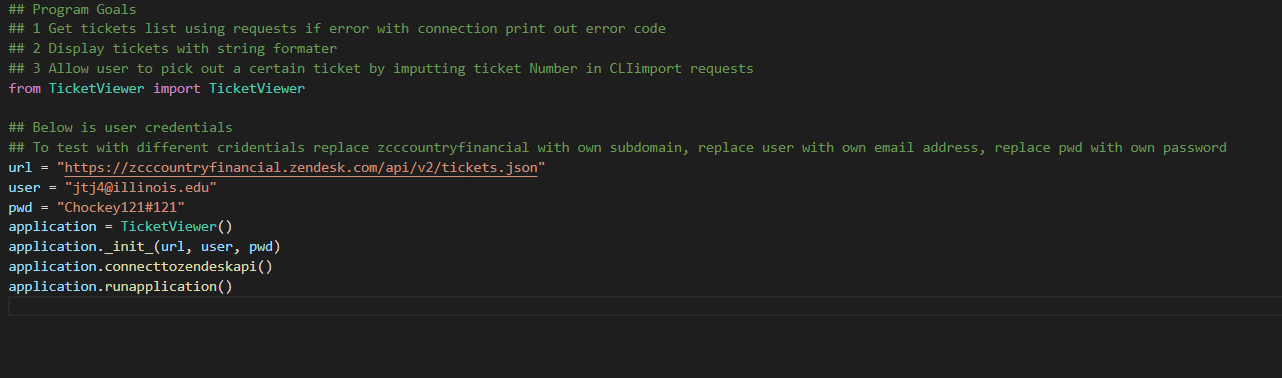 ## Program Goals
## 1 Get tickets list using requests if error with connection print out error code
## 2 Display tickets with string formater
## 3 Allow user to pick out a certain ticket by imputting ticket Number in CLIimport requests
from TicketViewer import TicketViewer
## Below is user credentials
## To test with different cridentials replace zcccountryfinancial with own subdomain, replace user with own email address, replace pwd with own password
url = "https://zcccountryfinancial.zendesk.com/api/v2/tickets.json"
user = "jtj4@illinois.edu"
pwd = "Chockey121#121"
application = TicketViewer()
application._init_(url, user, pwd)
application.connecttozendeskapi()
application.runapplication()